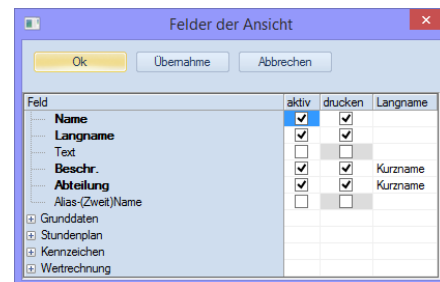 Felder der Ansicht
Ok Übernahme Abbrechen
Feld aktiv drucken Langname
Name
Langname
Text
Beschr. Kurzname
Abteilung Kurzname
Alias-(Zweit)Name
Grunddaten
Stundenplan
Kennzeichen
Wertrechnung